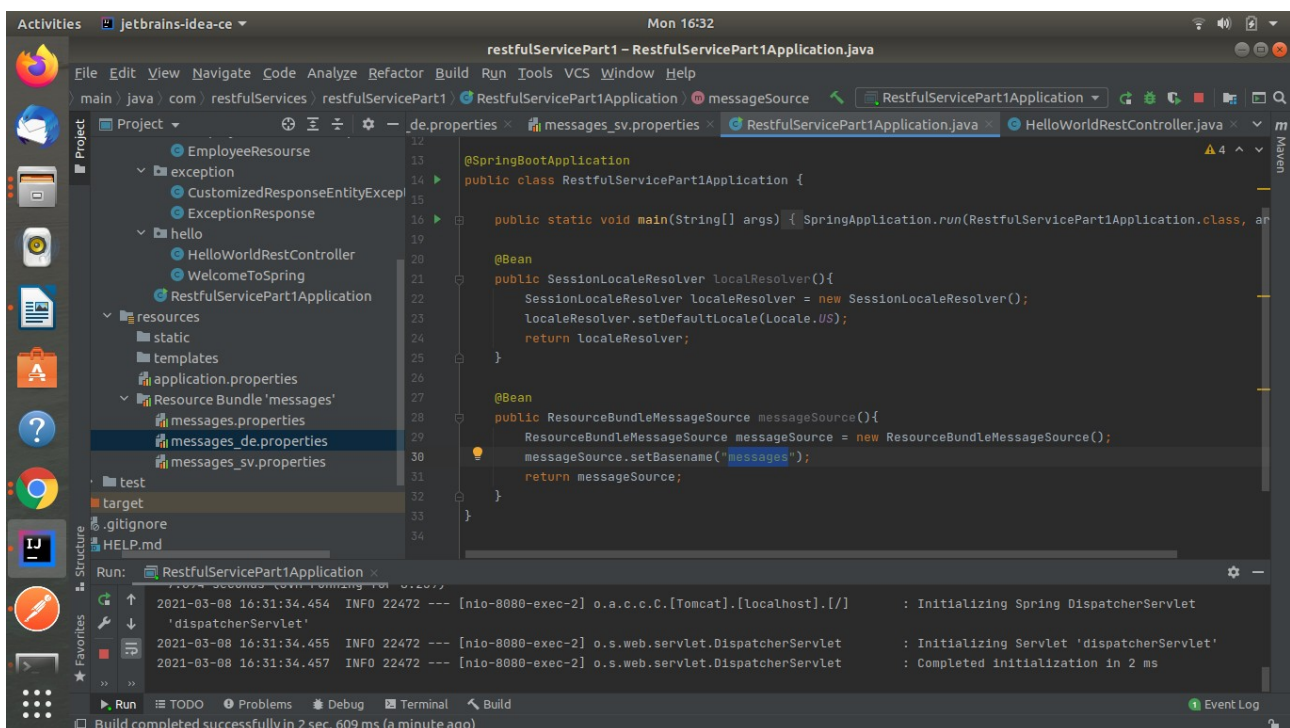 Activities jetbrains-idea-ce Mon 16:32
restfulServicePart1 – RestfulServicePart1Application.java
File Edit View Navigate Code Analyze Refactor Build Run Tools VCS Window Help
main java com restfulServices restfulServicePart1 RestfulServicePart1Application messageSource RestfulServicePart1Application
Project _de.properties messages_sv.properties RestfulServicePart1Application.java HelloWorldRestController.java
Project
Maven
EmployeeResourse
exception
CustomizedResponseEntityExcep
ExceptionResponse
hello
HelloWorldRestController
WelcomeToSpring
RestfulServicePart1Application
resources
static
templates
application.properties
Resource Bundle 'messages'
messages.properties
messages_de.properties
messages_sv.properties
test
target
.gitignore
HELP.md
4
12
13 @SpringBootApplication
14 public class RestfulServicePart1Application {
15
16 public static void main(String[] args) { SpringApplication.run(RestfulServicePart1Application.class, ar
19
20 @Bean
21 public SessionLocaleResolver localResolver(){
22 SessionLocaleResolver localeResolver = new SessionLocaleResolver();
23 localeResolver.setDefaultLocale(Locale.US);
24 return localeResolver;
25 }
26
27 @Bean
28 public ResourceBundleMessageSource messageSource(){
29 ResourceBundleMessageSource messageSource = new ResourceBundleMessageSource();
30 messageSource.setBasename("messages");
31 return messageSource;
32 }
33 }
34
Structure
Favorites
Run: RestfulServicePart1Application
2021-03-08 16:31:34.454 INFO 22472 --- [nio-8080-exec-2] o.a.c.c.C.[Tomcat].[localhost].[/] : Initializing Spring DispatcherServlet
'dispatcherServlet'
2021-03-08 16:31:34.455 INFO 22472 --- [nio-8080-exec-2] o.s.web.servlet.DispatcherServlet : Initializing Servlet 'dispatcherServlet'
2021-03-08 16:31:34.457 INFO 22472 --- [nio-8080-exec-2] o.s.web.servlet.DispatcherServlet : Completed initialization in 2 ms
Run TODO Problems Debug Terminal Build 1 Event Log
Build completed successfully in 2 sec, 609 ms (a minute ago)